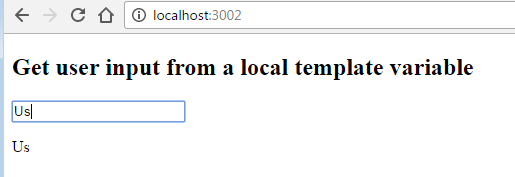 localhost:3002
Get user input from a local template variable
Us
Us